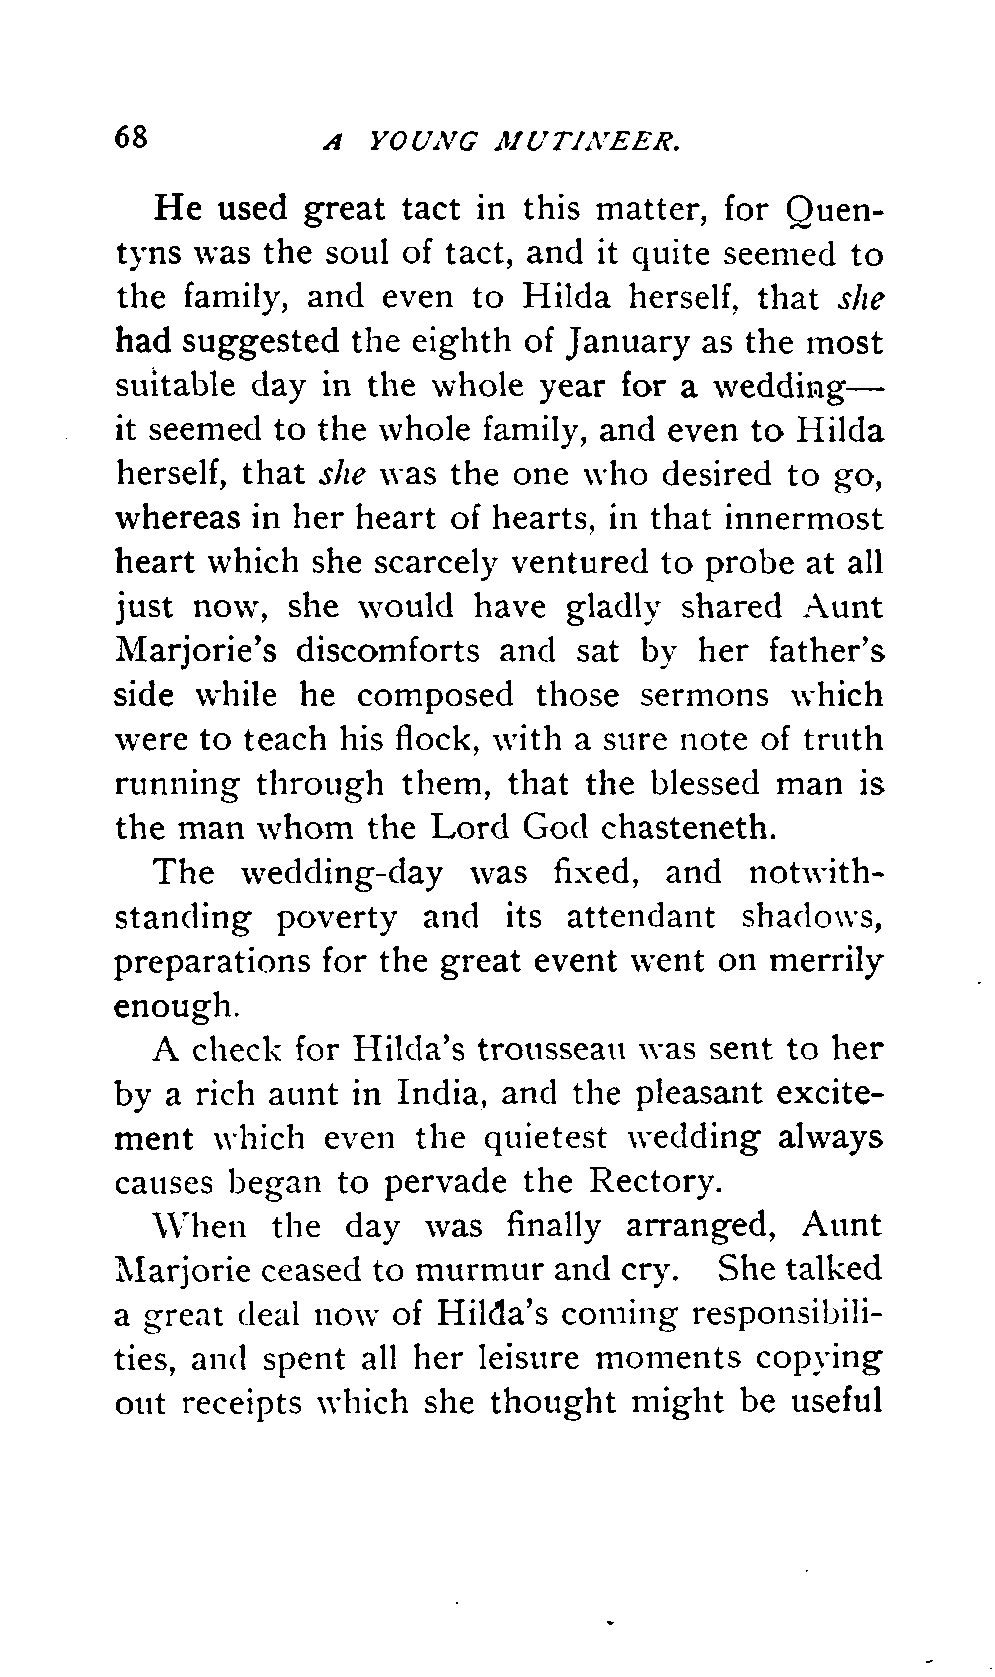 68 A YOUNG MUTINEER.
He used great tact in this matter, for Quen-
tyns was the soul of tact, and it quite seemed to
the family, and even to Hilda herself, that she
had suggested the eighth of January as the most
suitable day in the whole year for a wedding—
it seemed to the whole family, and even to Hilda
herself, that she was the one who desired to go,
whereas in her heart of hearts, in that innermost
heart which she scarcely ventured to probe at all
just now, she would have gladly shared Aunt
Marjorie's discomforts and sat by her father's
side while he composed those sermons which
were to teach his flock, with a sure note of truth
running through them, that the blessed man is
the man whom the Lord God chasteneth.
The wedding-day was fixed, and notwith-
standing poverty and its attendant shadows,
preparations for the great event went on merrily
enough.
A check for Hilda's trousseau was sent to her
by a rich aunt in India, and the pleasant excite-
ment which even the quietest wedding always
causes began to pervade the Rectory.
When the day was finally arranged, Aunt
Marjorie ceased to murmur and cry. She talked
a great deal now of Hilda's coming responsibili-
ties, and spent all her leisure moments copying
out receipts which she thought might be useful